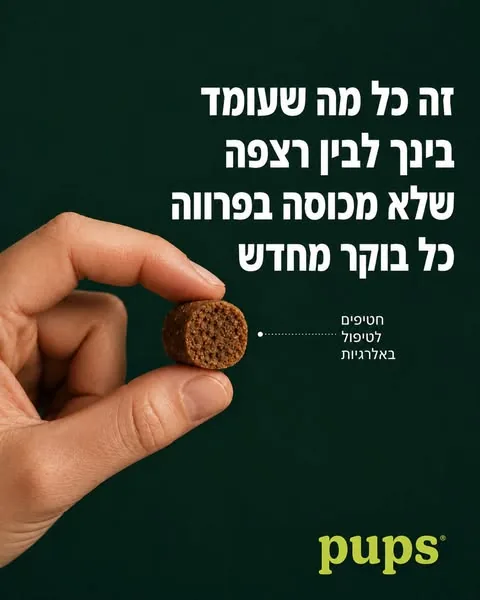 זה כל מה שעומד
בינך לבין רצפה
שלא מכוסה בפרווה
כל בוקר מחדש
חטיפים
לטיפול
באלרגיות
pups®